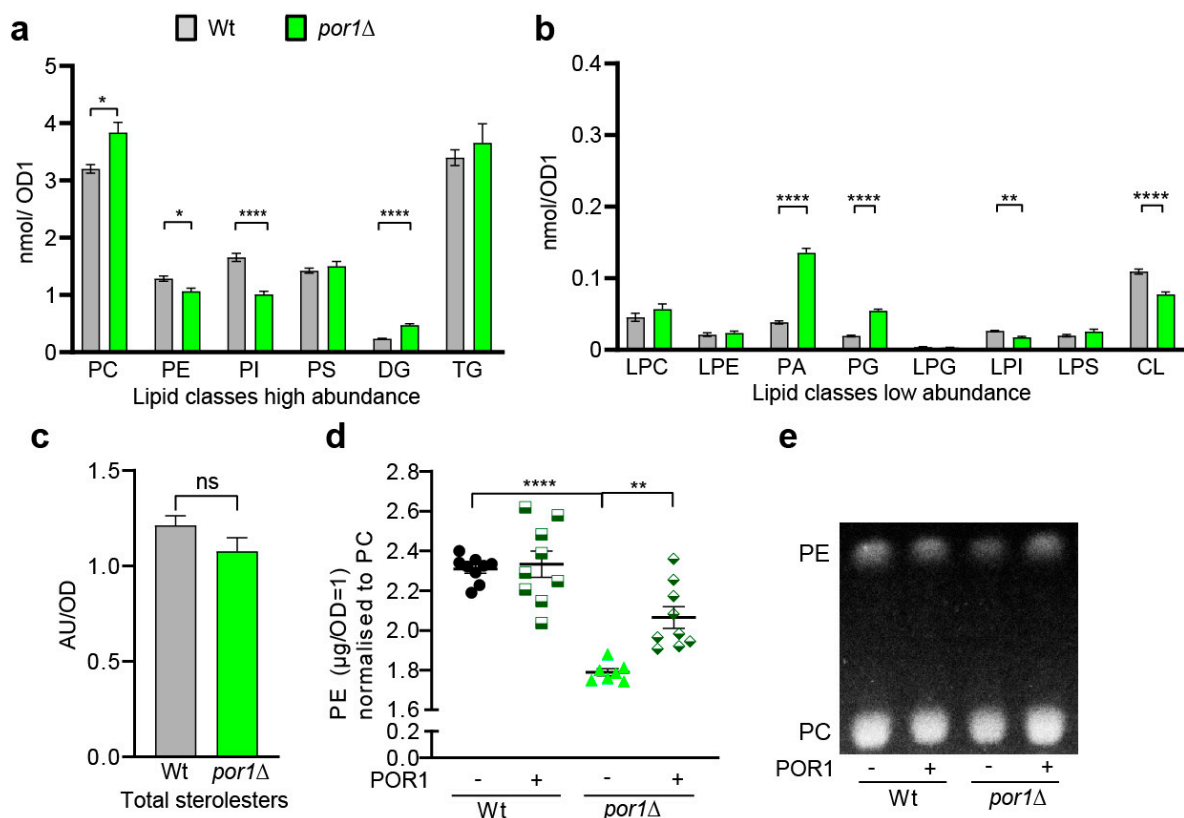 a
Wt
por1Δ
b
nmol/ OD1
5
4
3
2
1
0
*
*
****
****
PC PE PI PS DG TG
Lipid classes high abundance
nmol/OD1
0.4
0.3
0.2
0.1
0
****
****
**
****
LPC LPE PA PG LPG LPI LPS CL
Lipid classes low abundance
c
AU/OD
1.5
1.0
0.5
0.0
ns
Wt por1Δ
Total sterolesters
d
PE (µg/OD=1)
normalised to PC
2.8
2.6
2.4
2.2
2.0
1.8
1.6
0.2
0.0
****
**
POR1 - + - +
Wt por1Δ
e
PE
PC
POR1 - + - +
Wt por1Δ